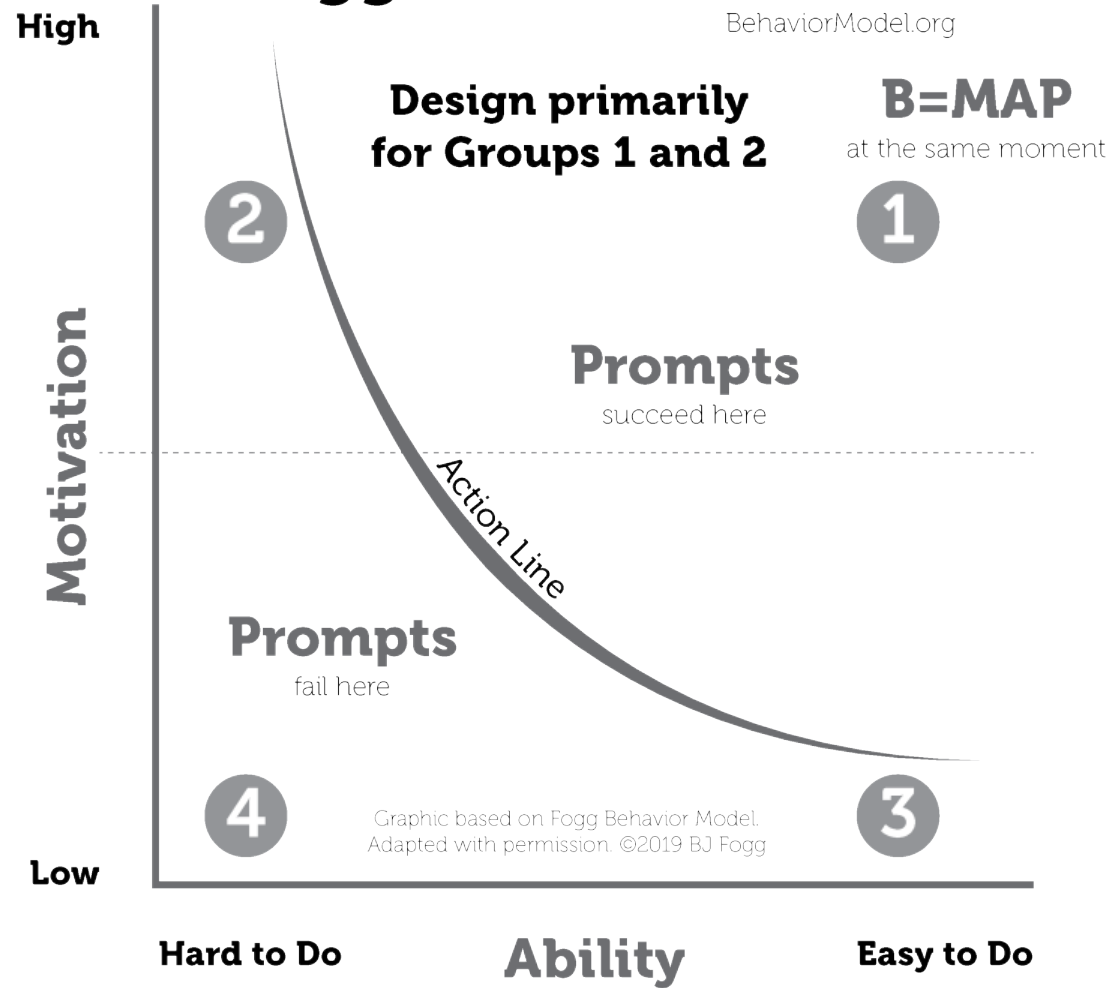 High
BehaviorModel.org
Design primarily
for Groups 1 and 2
B=MAP
at the same moment
2
1
Motivation
Prompts
succeed here
Action Line
Prompts
fail here
4
3
Graphic based on Fogg Behavior Model.
Adapted with permission. ©2019 BJ Fogg
Low
Hard to Do
Ability
Easy to Do